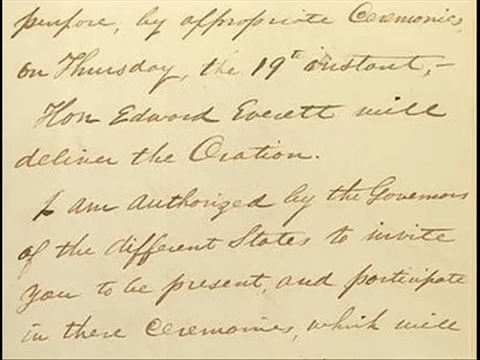 penpore, by appropriate Ceremonies,
on Thursday, the 19th instant,—
Hon Edward Everett will
deliver the Oration.
I am authorized by the Governors
of the different States to invite
You to be present, and participate
in these Ceremonies, which will